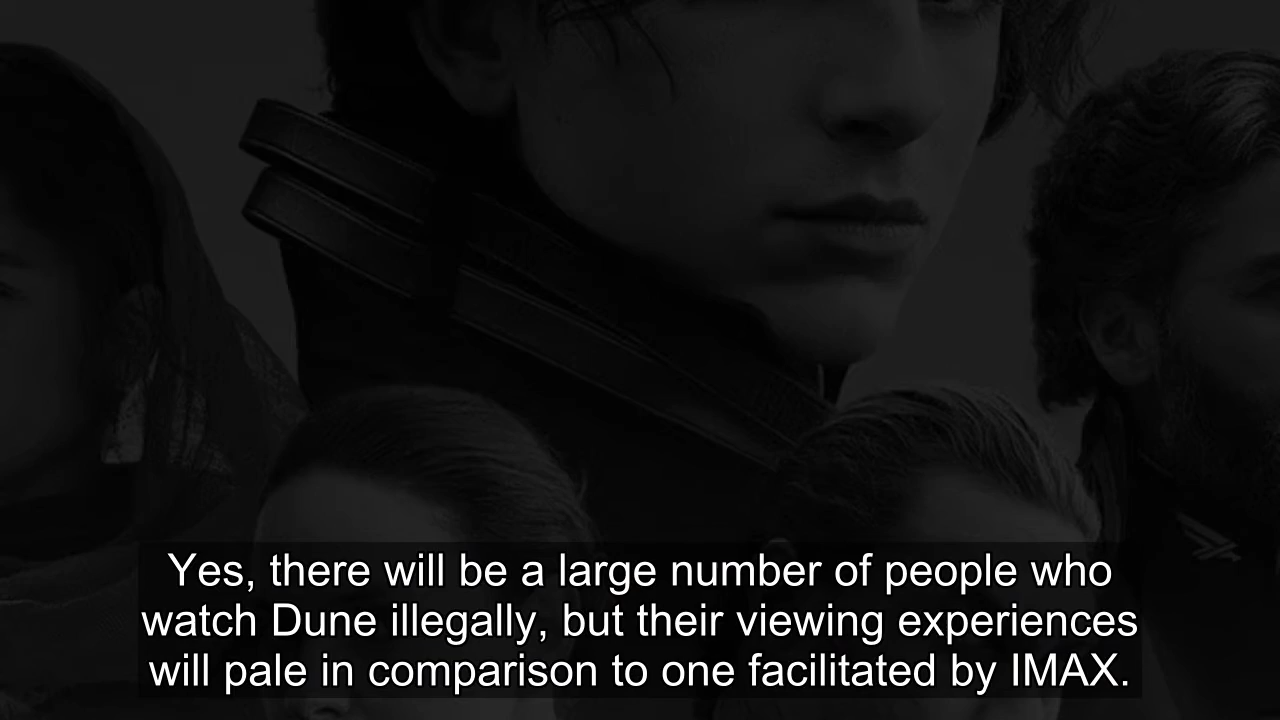 Yes, there will be a large number of people who
watch Dune illegally, but their viewing experiences
will pale in comparison to one facilitated by IMAX.